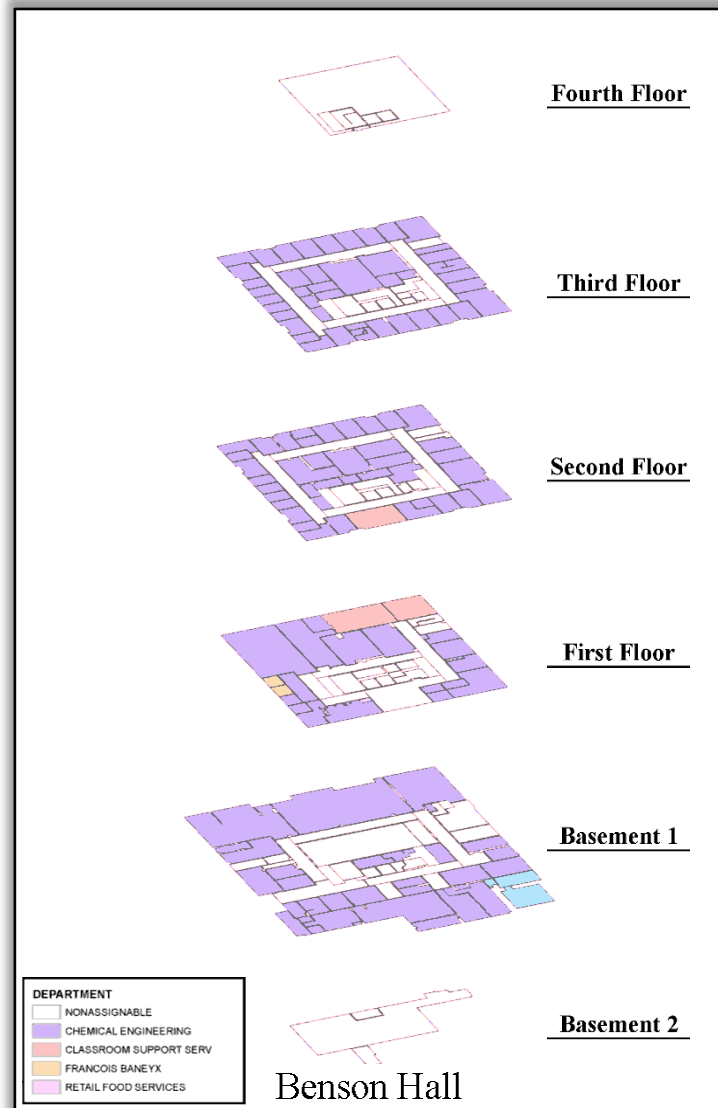 Fourth Floor
Third Floor
Second Floor
First Floor
Basement 1
Basement 2
DEPARTMENT
NONASSIGNABLE
CHEMICAL ENGINEERING
CLASSROOM SUPPORT SERV
FRANCOIS BANEYX
RETAIL FOOD SERVICES
Benson Hall